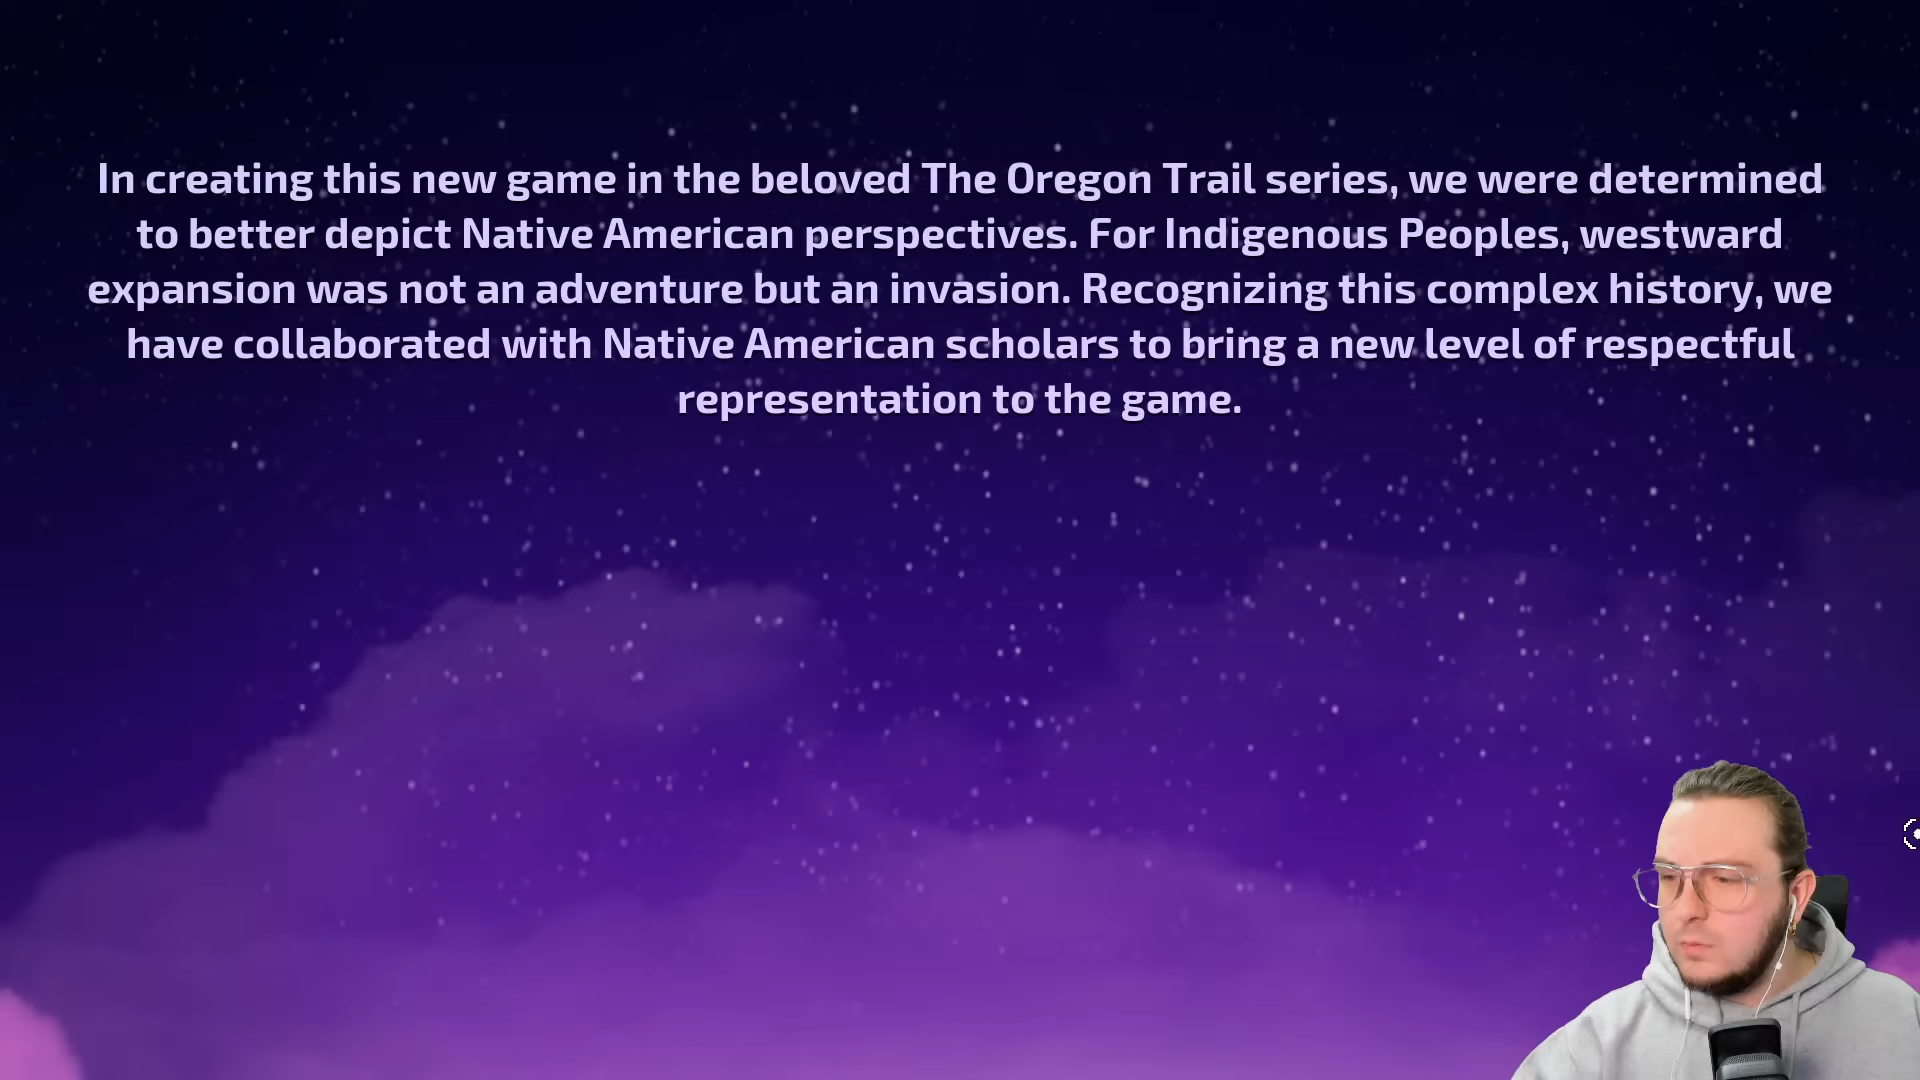 In creating this new game in the beloved The Oregon Trail series, we were determined
to better depict Native American perspectives. For Indigenous Peoples, westward
expansion was not an adventure but an invasion. Recognizing this complex history, we
have collaborated with Native American scholars to bring a new level of respectful
representation to the game.